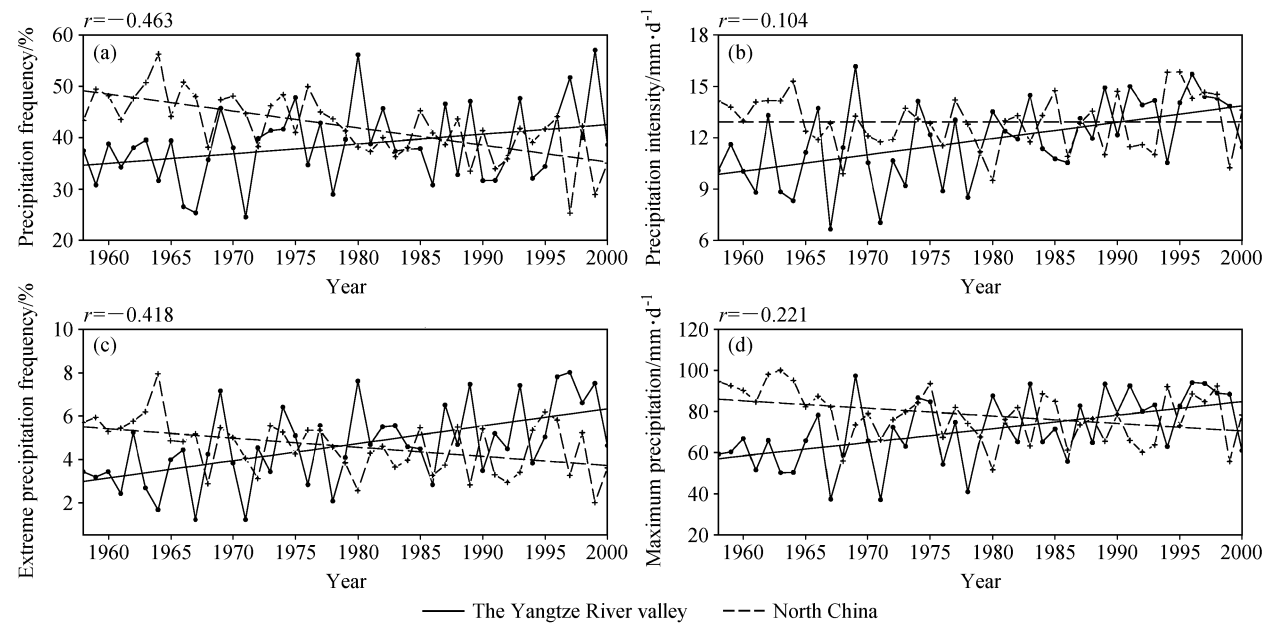 r=−0.463
(a)
Precipitation frequency/%
60
50
40
30
20
1960 1965 1970 1975 1980 1985 1990 1995 2000
Year
r=−0.104
(b)
Precipitation intensity/mm·d-1
18
15
12
9
6
1960 1965 1970 1975 1980 1985 1990 1995 2000
Year
r=−0.418
(c)
Extreme precipitation frequency/%
10
8
6
4
2
1960 1965 1970 1975 1980 1985 1990 1995 2000
Year
r=−0.221
(d)
Maximum precipitation/mm·d-1
120
100
80
60
40
20
1960 1965 1970 1975 1980 1985 1990 1995 2000
Year
The Yangtze River valley North China